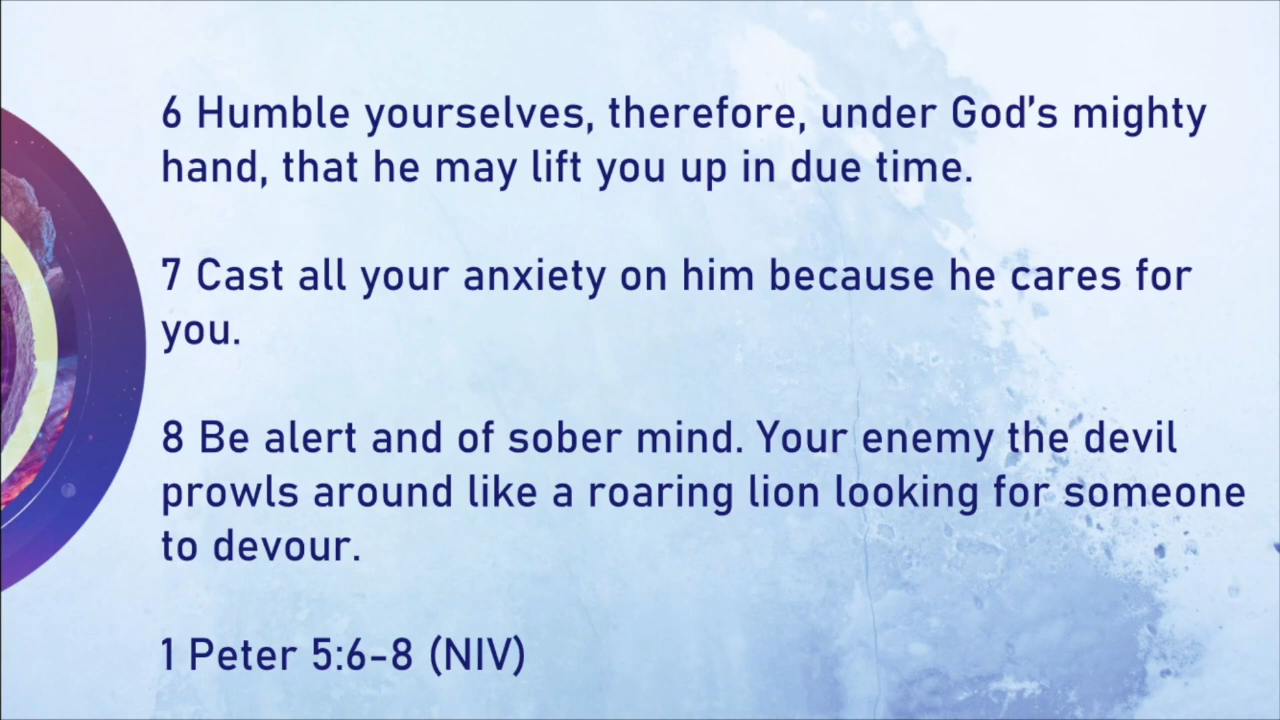 6 Humble yourselves, therefore, under God’s mighty
hand, that he may lift you up in due time.
7 Cast all your anxiety on him because he cares for
you.
8 Be alert and of sober mind. Your enemy the devil
prowls around like a roaring lion looking for someone
to devour.
1 Peter 5:6-8 (NIV)